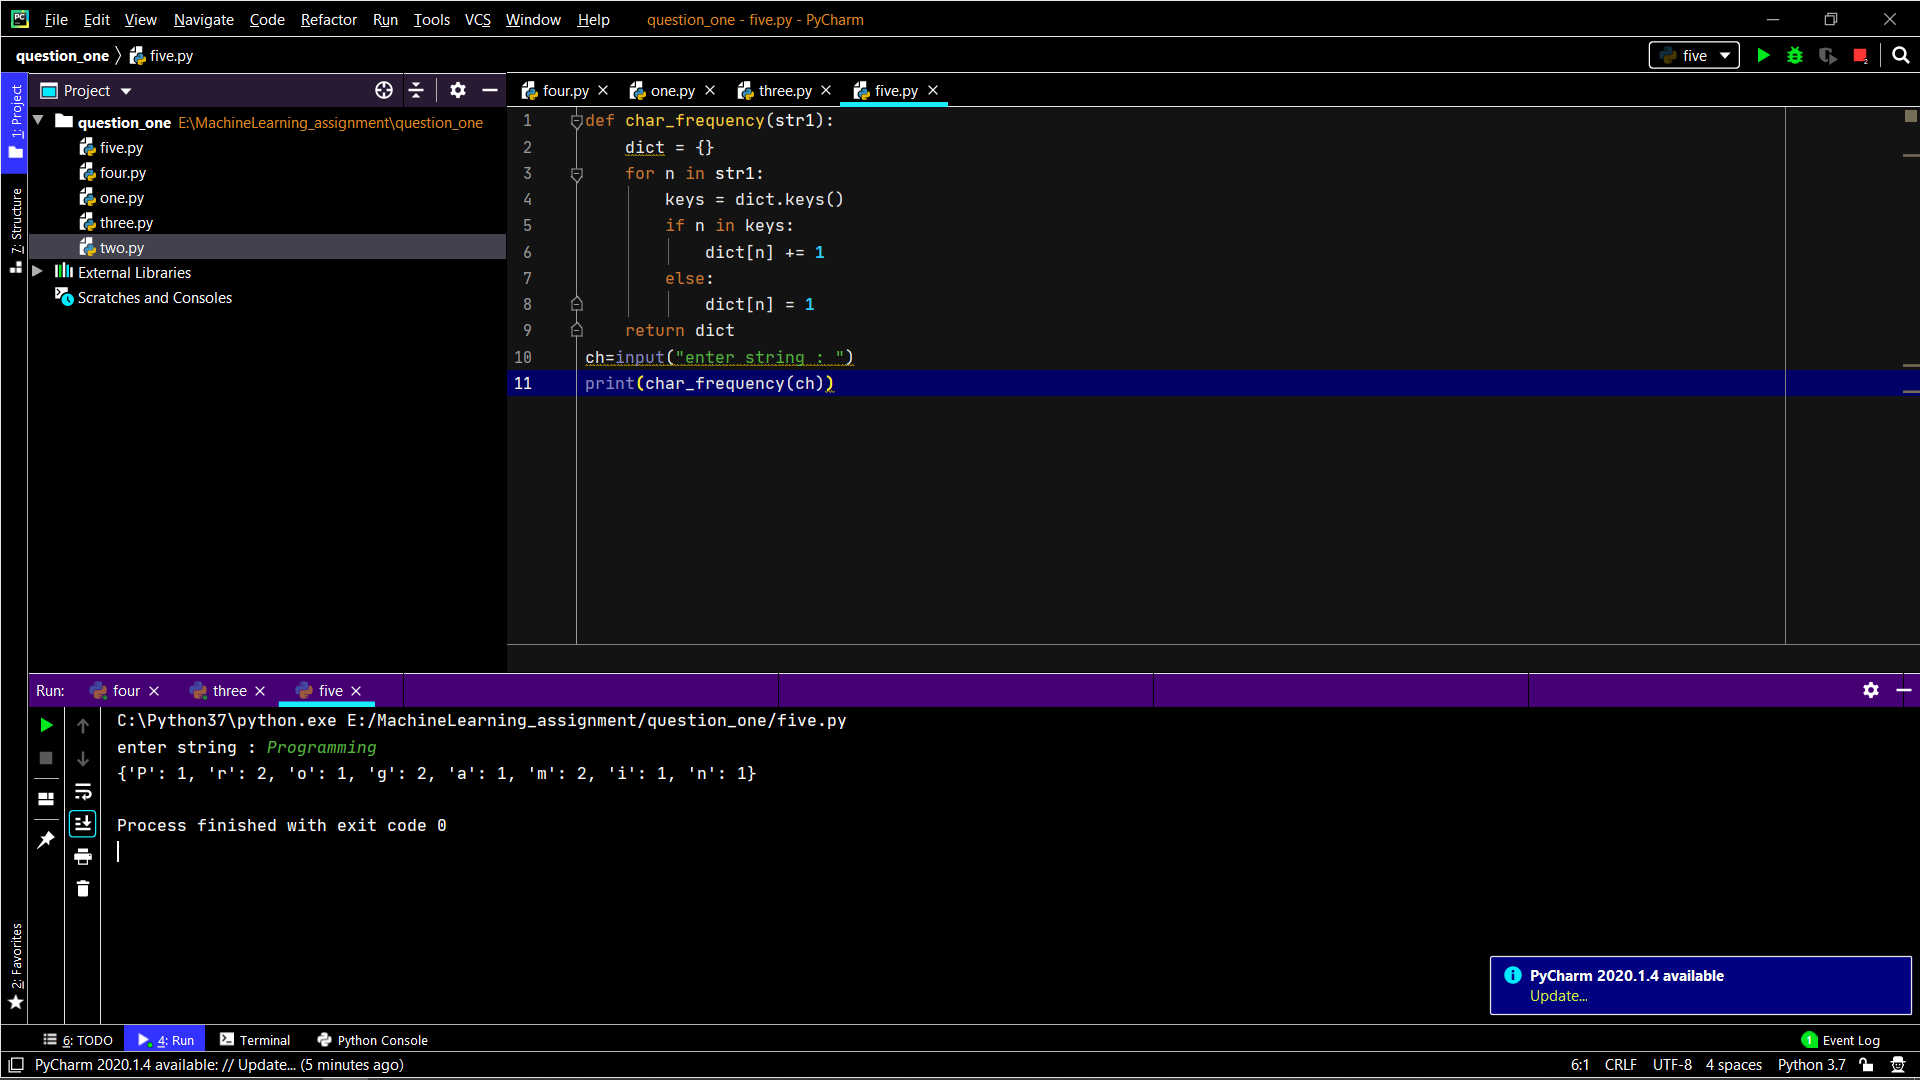 File Edit View Navigate Code Refactor Run Tools VCS Window Help question_one - five.py - PyCharm
question_one five.py five
1: Project
Project
question_one E:\MachineLearning_assignment\question_one
five.py
four.py
one.py
three.py
two.py
External Libraries
Scratches and Consoles
7: Structure
four.py one.py three.py five.py
1 def char_frequency(str1):
2 dict = {}
3 for n in str1:
4 keys = dict.keys()
5 if n in keys:
6 dict[n] += 1
7 else:
8 dict[n] = 1
9 return dict
10 ch=input("enter string : ")
11 print(char_frequency(ch))
Run: four three five
C:\Python37\python.exe E:/MachineLearning_assignment/question_one/five.py
enter string : Programming
{'P': 1, 'r': 2, 'o': 1, 'g': 2, 'a': 1, 'm': 2, 'i': 1, 'n': 1}
Process finished with exit code 0
2: Favorites
PyCharm 2020.1.4 available
Update...
6: TODO 4: Run Terminal Python Console 1 Event Log
PyCharm 2020.1.4 available: // Update... (5 minutes ago) 6:1 CRLF UTF-8 4 spaces Python 3.7